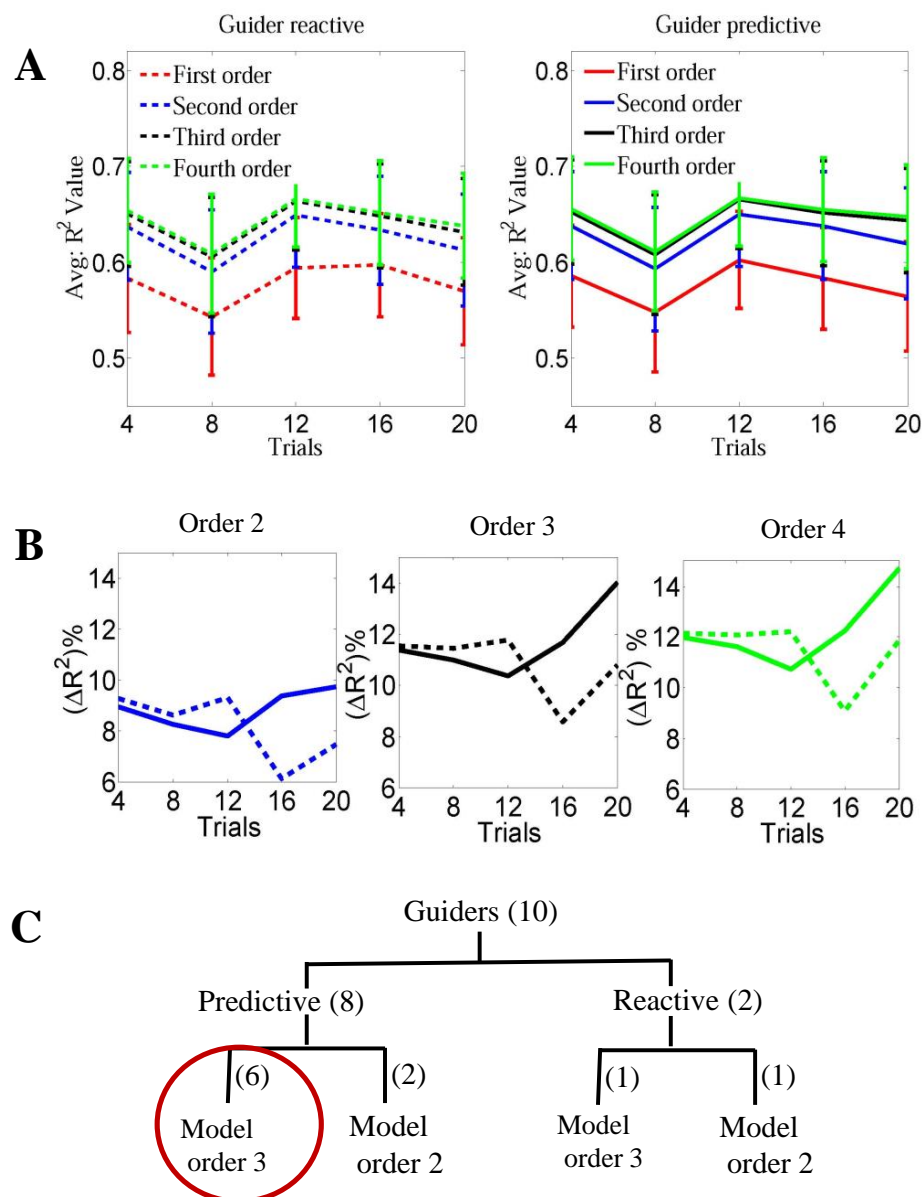 A
Guider reactive
Avg: R² Value
0.8
0.7
0.6
0.5
First order
Second order
Third order
Fourth order
4 8 12 16 20
Trials
Guider predictive
Avg: R² Value
0.8
0.7
0.6
0.5
First order
Second order
Third order
Fourth order
4 8 12 16 20
Trials
B
Order 2
(ΔR²)%
14
12
10
8
6
4 8 12 16 20
Trials
Order 3
(ΔR²)%
14
12
10
8
6
4 8 12 16 20
Trials
Order 4
(ΔR²) %
14
12
10
8
6
4 8 12 16 20
Trials
C
Guiders (10)
Predictive (8) Reactive (2)
(6) (2) (1) (1)
Model
order 3
Model
order 2
Model
order 3
Model
order 2